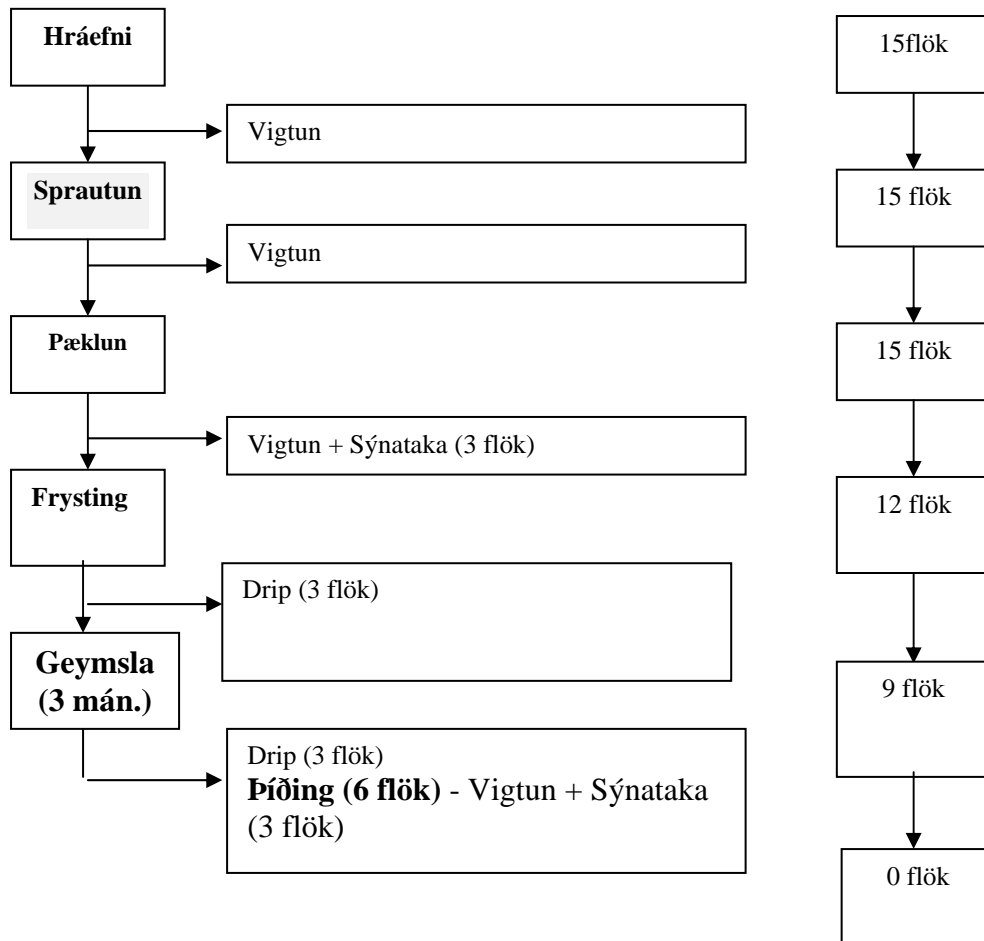 Hráefni
15flök
Vigtun
Sprautun
15 flök
Vigtun
Pæklun
15 flök
Vigtun + Sýnataka (3 flök)
Frysting
12 flök
Drip (3 flök)
Geymsla
(3 mán.)
9 flök
Drip (3 flök)
Þíðing (6 flök) - Vigtun + Sýnataka
(3 flök)
0 flök